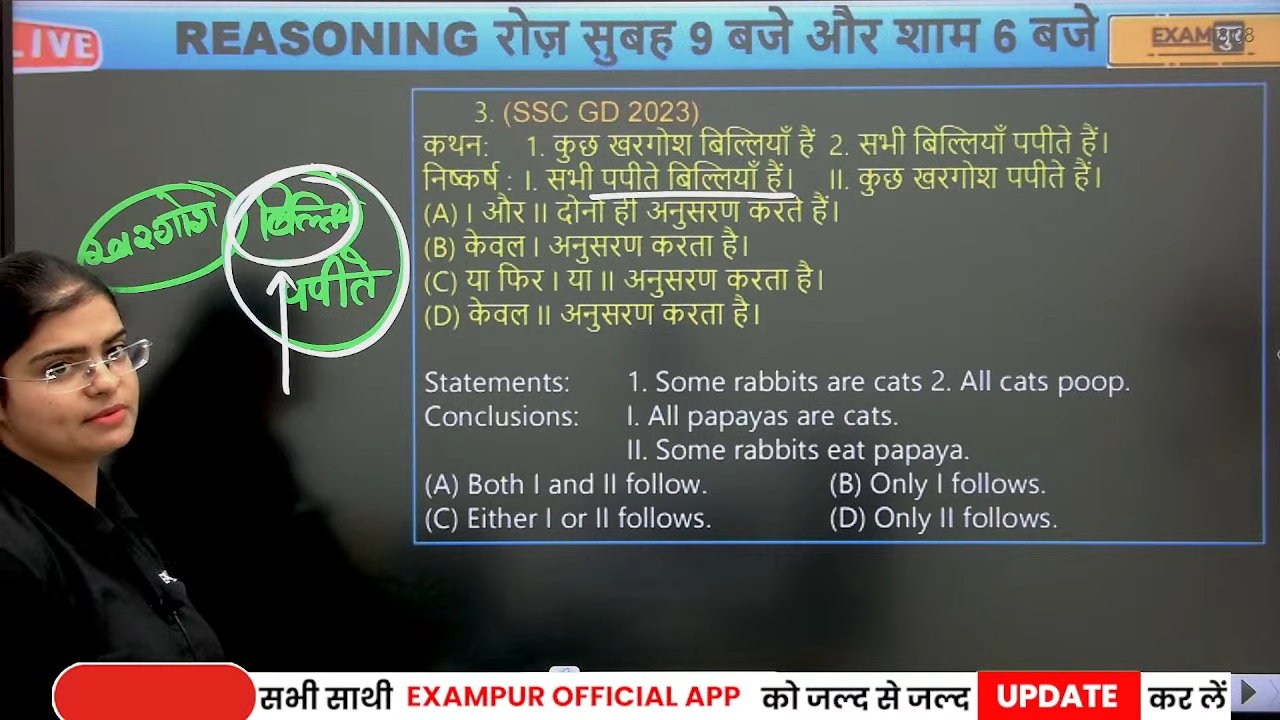 LIVE
REASONING रोज़ सुबह 9 बजे और शाम 6 बजे
EXAMपुर
3. (SSC GD 2023)
कथन: 1. कुछ खरगोश बिल्लियाँ हैं 2. सभी बिल्लियाँ पपीते हैं।
निष्कर्ष : I. सभी पपीते बिल्लियाँ हैं। II. कुछ खरगोश पपीते हैं।
(A) I और II दोनों ही अनुसरण करते हैं।
(B) केवल I अनुसरण करता है।
(C) या फिर I या II अनुसरण करता है।
(D) केवल II अनुसरण करता है।
खरगोश
पपीते
Statements: 1. Some rabbits are cats 2. All cats poop.
Conclusions: I. All papayas are cats.
II. Some rabbits eat papaya.
(A) Both I and II follow. (B) Only I follows.
(C) Either I or II follows. (D) Only II follows.
सभी साथी EXAMPUR OFFICIAL APP को जल्द से जल्द UPDATE कर लें